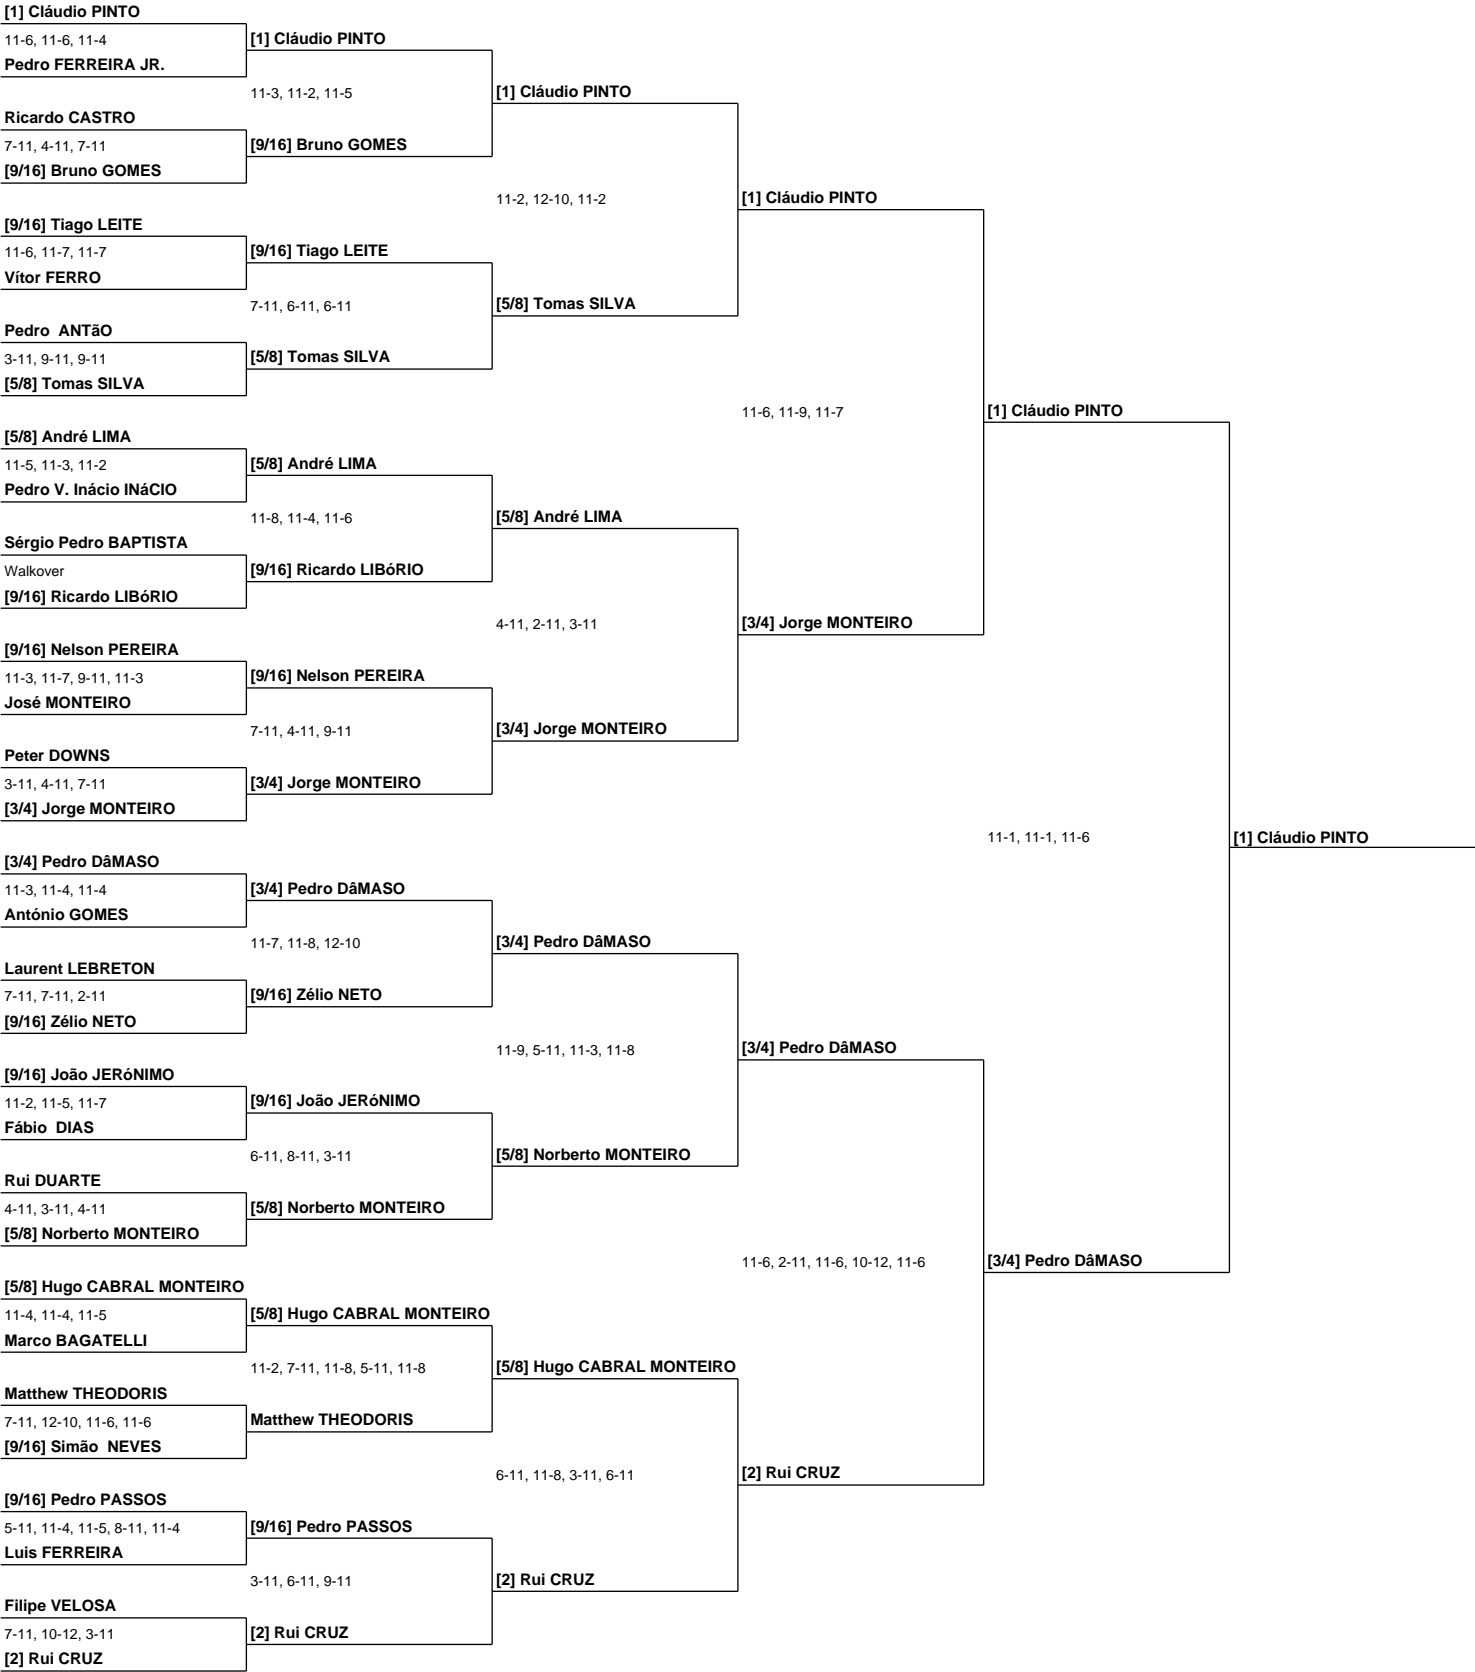 [1] Cláudio PINTO
11-6, 11-6, 11-4
[1] Cláudio PINTO
Pedro FERREIRA JR.
11-3, 11-2, 11-5
[1] Cláudio PINTO
Ricardo CASTRO
7-11, 4-11, 7-11
[9/16] Bruno GOMES
[9/16] Bruno GOMES
11-2, 12-10, 11-2
[1] Cláudio PINTO
[9/16] Tiago LEITE
11-6, 11-7, 11-7
[9/16] Tiago LEITE
Vítor FERRO
7-11, 6-11, 6-11
[5/8] Tomas SILVA
Pedro  ANTãO
3-11, 9-11, 9-11
[5/8] Tomas SILVA
[5/8] Tomas SILVA
11-6, 11-9, 11-7
[1] Cláudio PINTO
[5/8] André LIMA
11-5, 11-3, 11-2
[5/8] André LIMA
Pedro V. Inácio INáCIO
11-8, 11-4, 11-6
[5/8] André LIMA
Sérgio Pedro BAPTISTA
Walkover
[9/16] Ricardo LIBóRIO
[9/16] Ricardo LIBóRIO
4-11, 2-11, 3-11
[3/4] Jorge MONTEIRO
[9/16] Nelson PEREIRA
11-3, 11-7, 9-11, 11-3
[9/16] Nelson PEREIRA
José MONTEIRO
7-11, 4-11, 9-11
[3/4] Jorge MONTEIRO
Peter DOWNS
3-11, 4-11, 7-11
[3/4] Jorge MONTEIRO
[3/4] Jorge MONTEIRO
11-1, 11-1, 11-6
[1] Cláudio PINTO
[3/4] Pedro DâMASO
11-3, 11-4, 11-4
[3/4] Pedro DâMASO
António GOMES
11-7, 11-8, 12-10
[3/4] Pedro DâMASO
Laurent LEBRETON
7-11, 7-11, 2-11
[9/16] Zélio NETO
[9/16] Zélio NETO
11-9, 5-11, 11-3, 11-8
[3/4] Pedro DâMASO
[9/16] João JERóNIMO
11-2, 11-5, 11-7
[9/16] João JERóNIMO
Fábio  DIAS
6-11, 8-11, 3-11
[5/8] Norberto MONTEIRO
Rui DUARTE
4-11, 3-11, 4-11
[5/8] Norberto MONTEIRO
[5/8] Norberto MONTEIRO
11-6, 2-11, 11-6, 10-12, 11-6
[3/4] Pedro DâMASO
[5/8] Hugo CABRAL MONTEIRO
11-4, 11-4, 11-5
[5/8] Hugo CABRAL MONTEIRO
Marco BAGATELLI
11-2, 7-11, 11-8, 5-11, 11-8
[5/8] Hugo CABRAL MONTEIRO
Matthew THEODORIS
7-11, 12-10, 11-6, 11-6
Matthew THEODORIS
[9/16] Simão  NEVES
6-11, 11-8, 3-11, 6-11
[2] Rui CRUZ
[9/16] Pedro PASSOS
5-11, 11-4, 11-5, 8-11, 11-4
[9/16] Pedro PASSOS
Luis FERREIRA
3-11, 6-11, 9-11
[2] Rui CRUZ
Filipe VELOSA
7-11, 10-12, 3-11
[2] Rui CRUZ
[2] Rui CRUZ